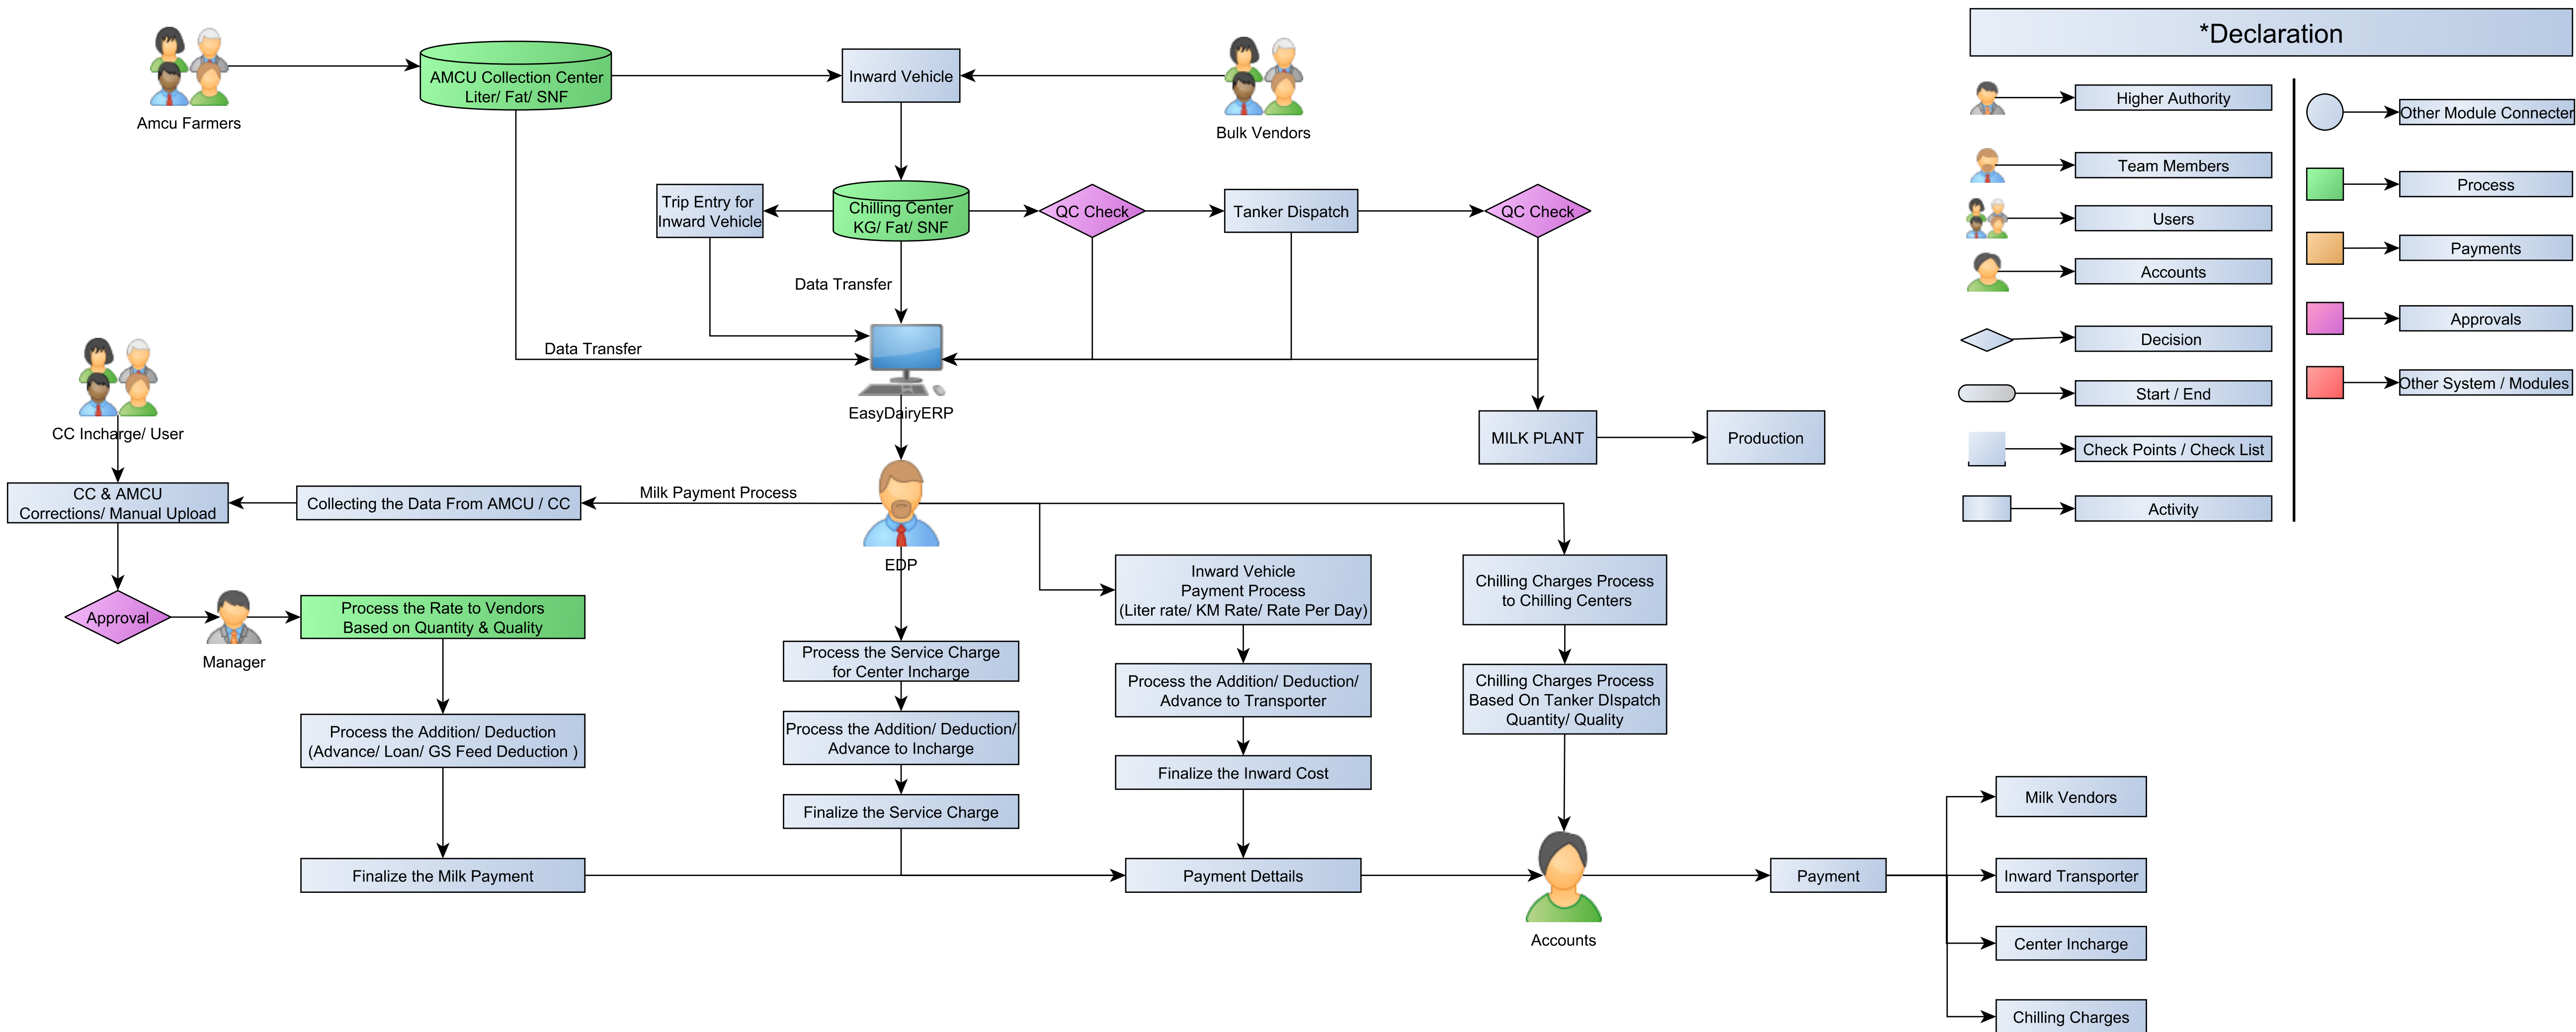 *Declaration
Amcu Farmers
AMCU Collection Center
Liter/ Fat/ SNF
Inward Vehicle
Bulk Vendors
Trip Entry for
Inward Vehicle
Chilling Center
KG/ Fat/ SNF
QC Check
Tanker Dispatch
QC Check
Data Transfer
Data Transfer
EasyDairyERP
CC Incharge/ User
MILK PLANT
Production
CC & AMCU
Corrections/ Manual Upload
Collecting the Data From AMCU / CC
Milk Payment Process
EDP
Approval
Manager
Process the Rate to Vendors
Based on Quantity & Quality
Process the Addition/ Deduction
(Advance/ Loan/ GS Feed Deduction )
Finalize the Milk Payment
Process the Service Charge
for Center Incharge
Process the Addition/ Deduction/
Advance to Incharge
Finalize the Service Charge
Inward Vehicle
Payment Process
(Liter rate/ KM Rate/ Rate Per Day)
Process the Addition/ Deduction/
Advance to Transporter
Finalize the Inward Cost
Payment Dettails
Chilling Charges Process
to Chilling Centers
Chilling Charges Process
Based On Tanker DIspatch
Quantity/ Quality
Accounts
Payment
Milk Vendors
Inward Transporter
Center Incharge
Chilling Charges
Higher Authority
Team Members
Users
Accounts
Decision
Start / End
Check Points / Check List
Activity
Other Module Connecter
Process
Payments
Approvals
Other System / Modules